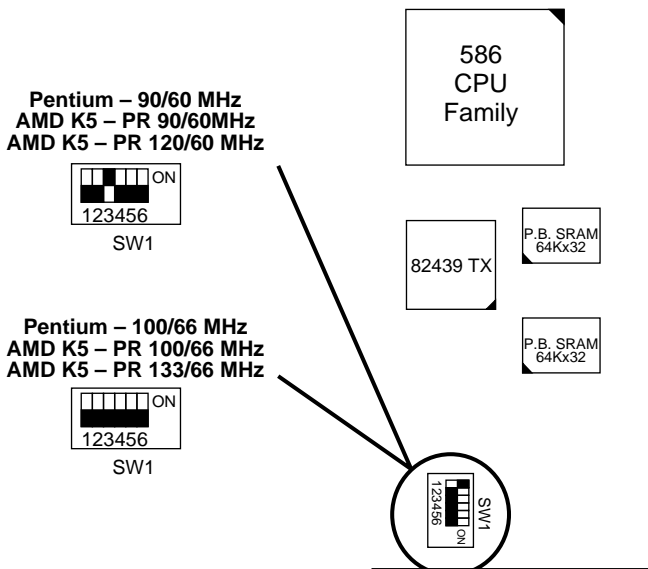 586
CPU
Family
Pentium – 90/60 MHz
AMD K5 – PR 90/60MHz
AMD K5 – PR 120/60 MHz
ON
123456
SW1
82439 TX
P.B. SRAM
64Kx32
P.B. SRAM
64Kx32
Pentium – 100/66 MHz
AMD K5 – PR 100/66 MHz
AMD K5 – PR 133/66 MHz
ON
123456
SW1
123456
ON
SW1